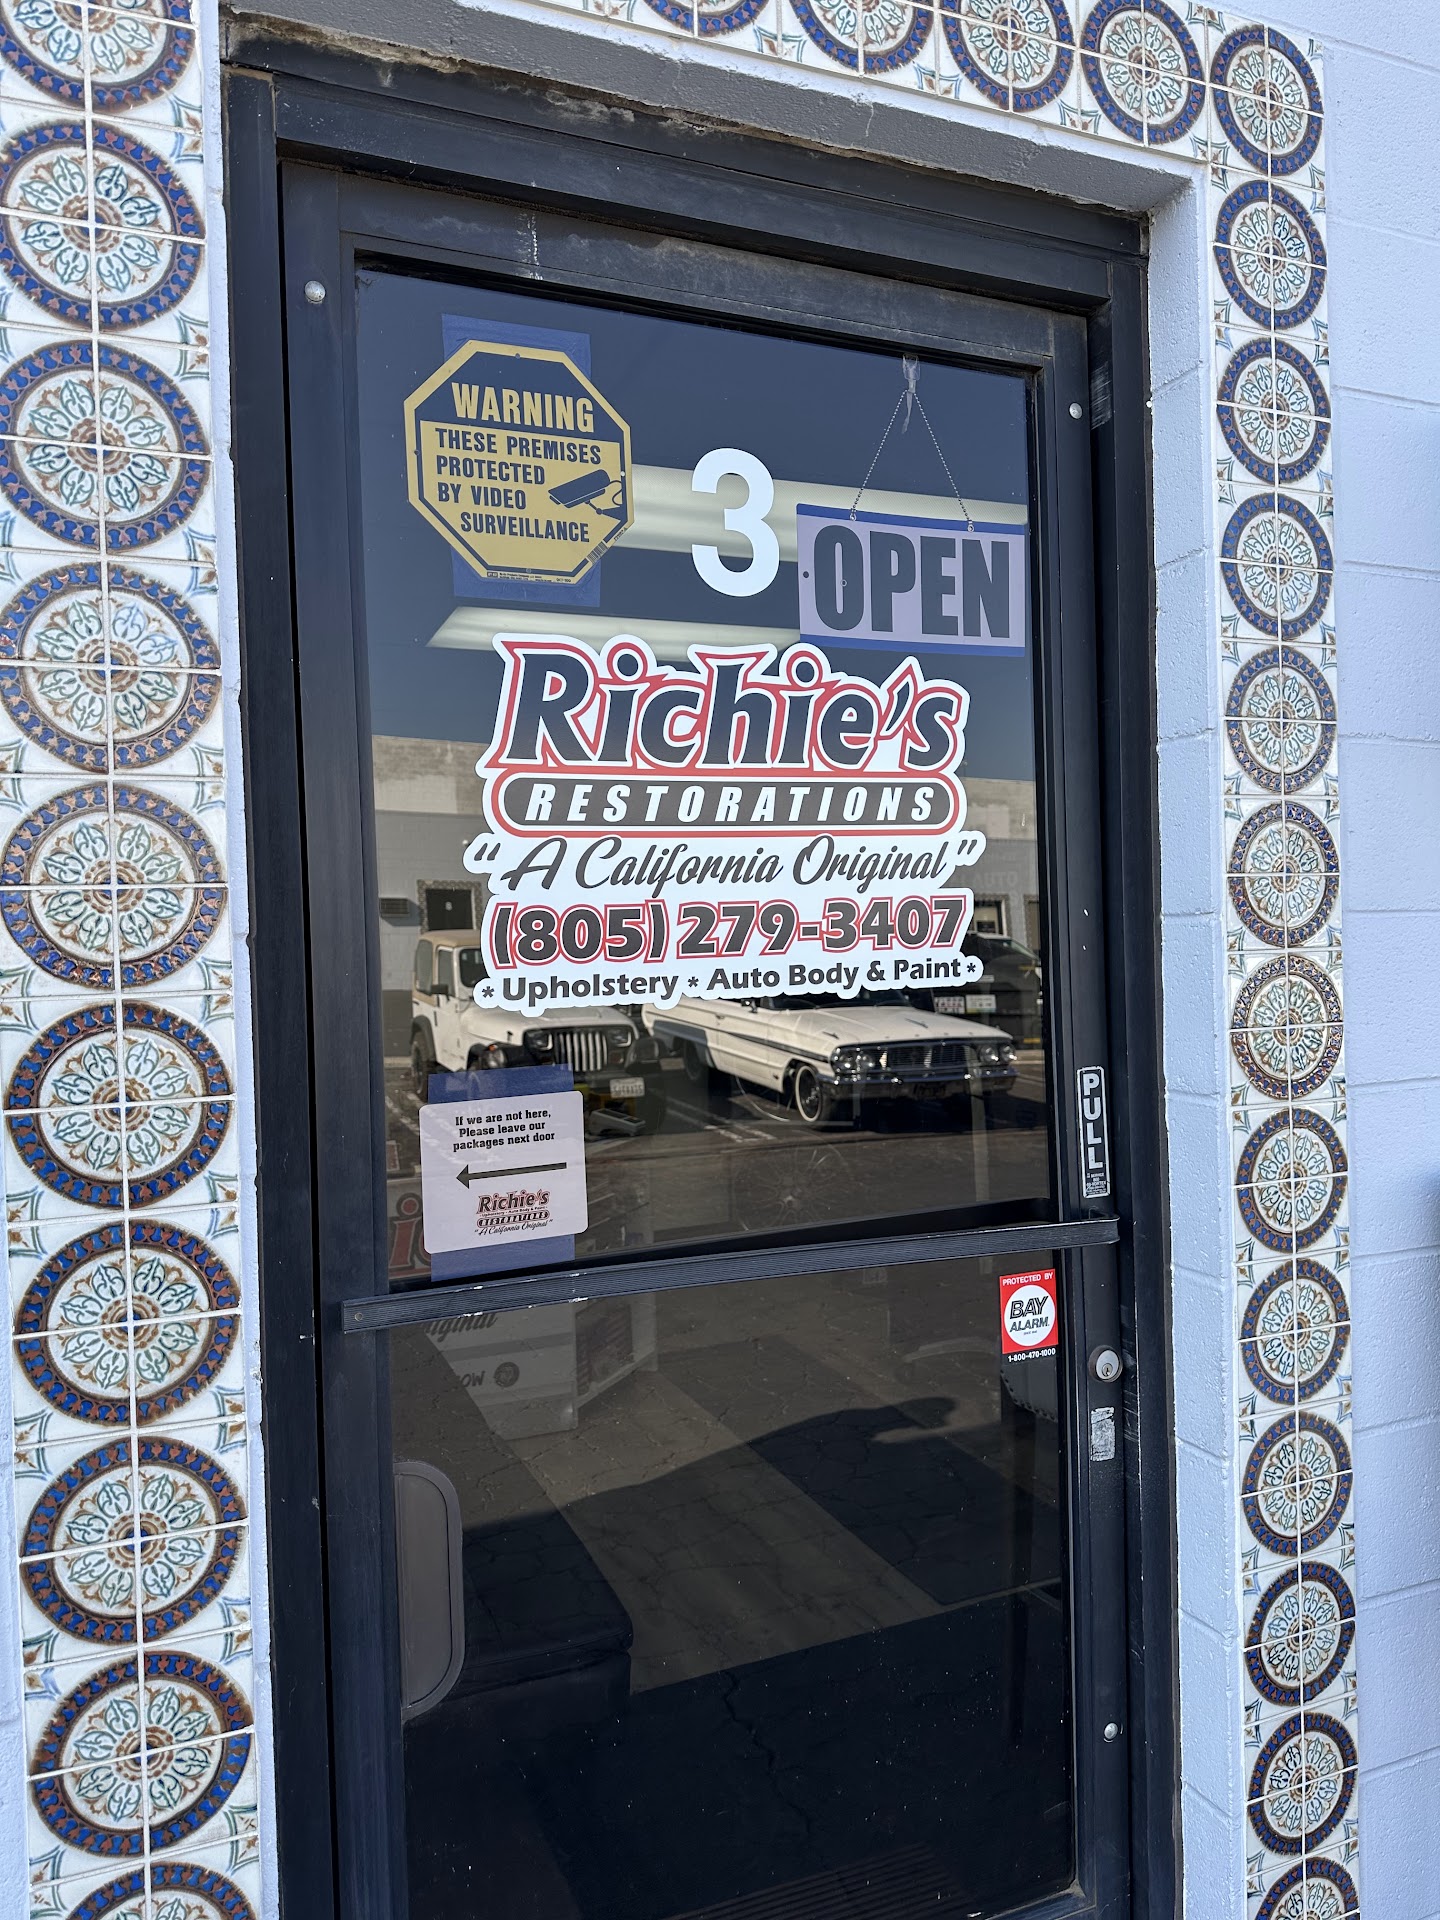 WARNING
THESE PREMISES
PROTECTED
BY VIDEO
SURVEILLANCE
3
OPEN
Richie's
RESTORATIONS
"A California Original"
(805) 279-3407
* Upholstery * Auto Body & Paint *
If we are not here,
Please leave our
packages next door
Richie's
RESTORATIONS
"A California Original"
PULL
PROTECTED BY
BAY
ALARM
1-800-470-1000